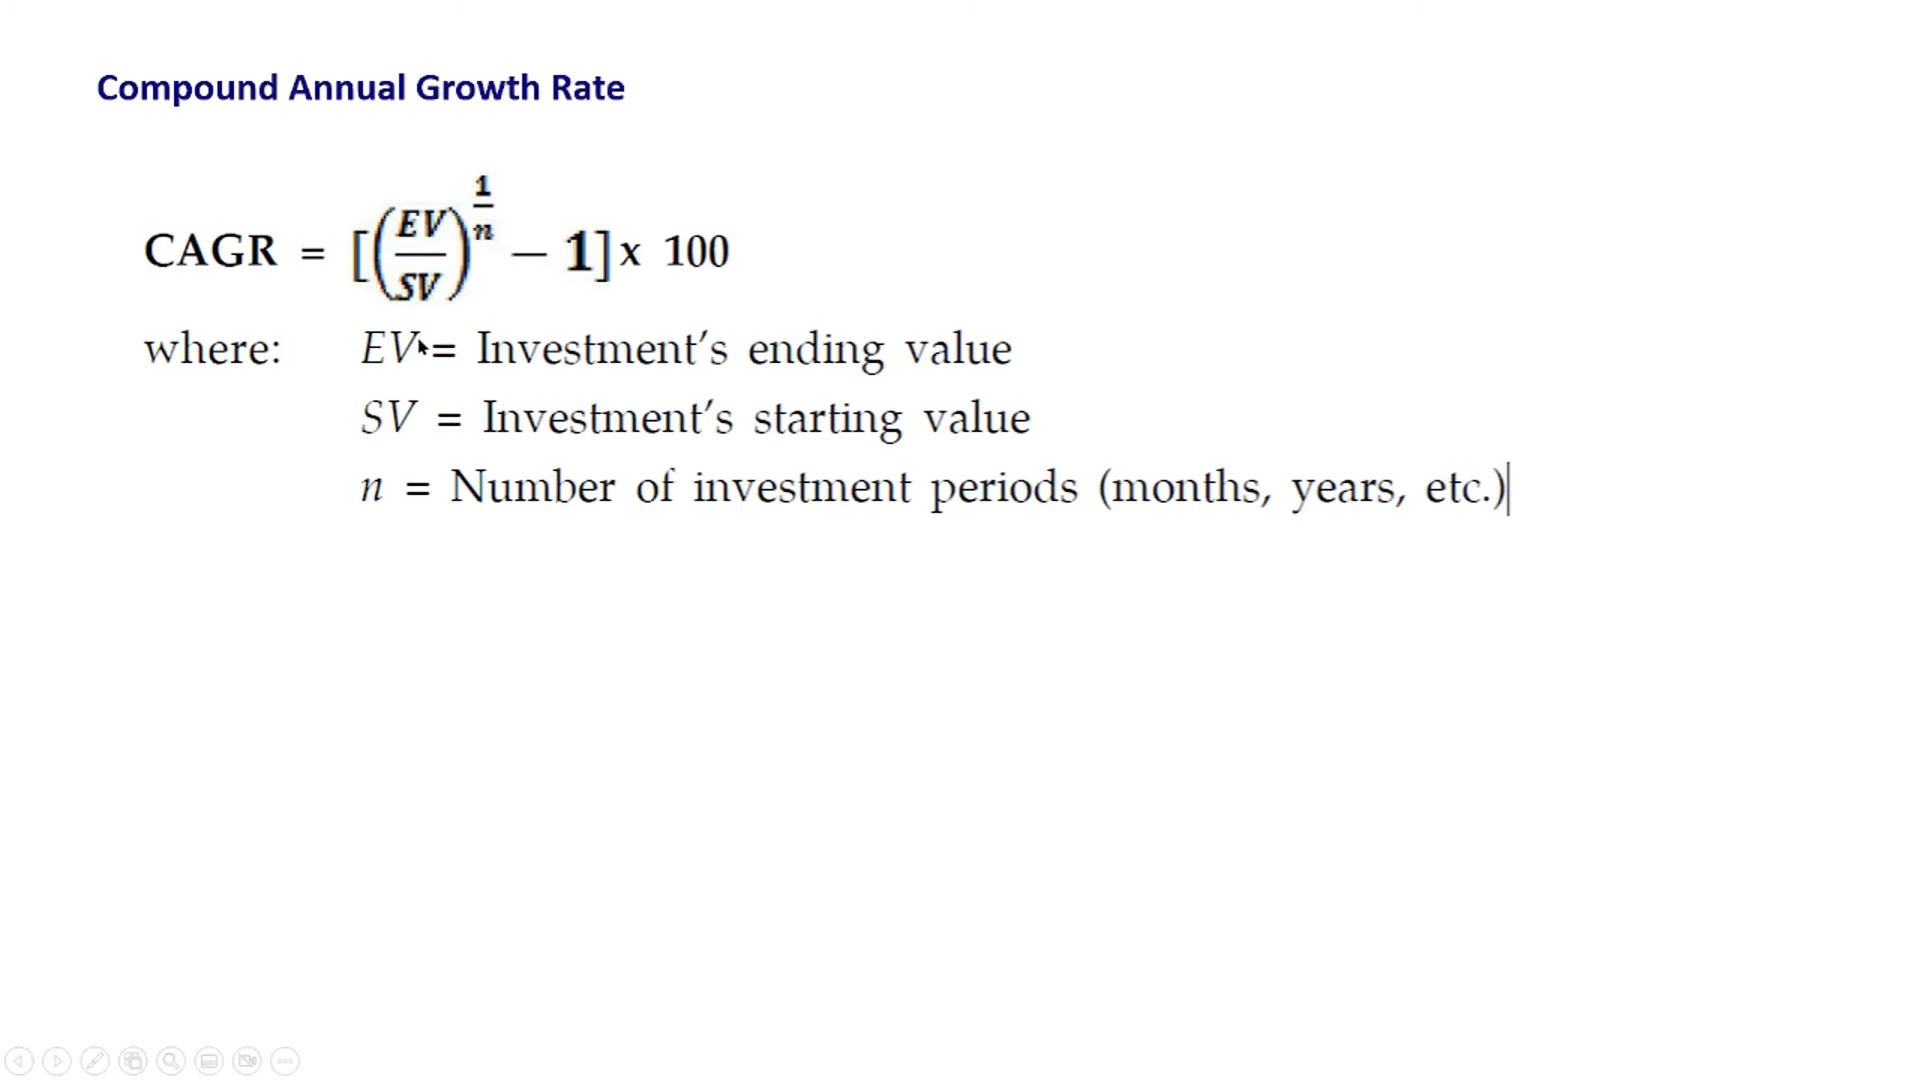 Compound Annual Growth Rate
CAGR = [(EV/SV)^(1/n) − 1] x 100
where: EV = Investment’s ending value
SV = Investment’s starting value
n = Number of investment periods (months, years, etc.)